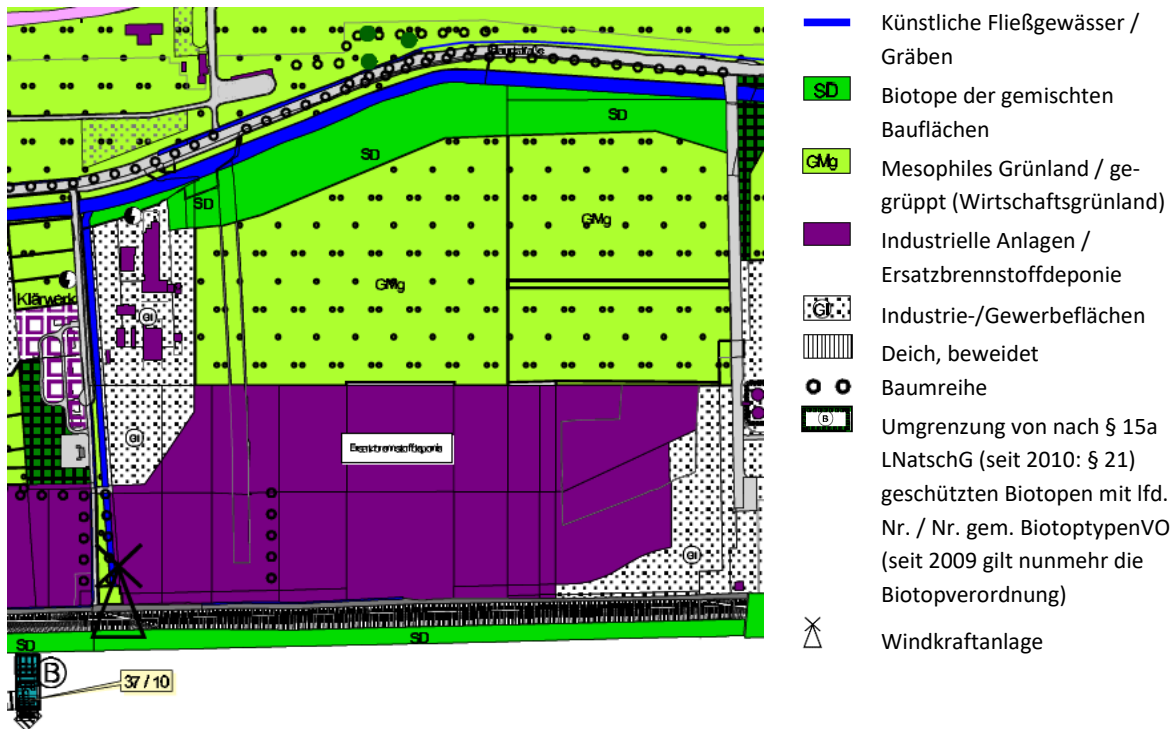 SD
SD
SD
GMg
GMg
Klärwerk
GI
GI
Ersatzbrennstoffdeponie
GI
SD
SD
B
37 / 10
Künstliche Fließgewässer /
Gräben
SD
Biotope der gemischten
Bauflächen
GMg
Mesophiles Grünland / ge-
grüppt (Wirtschaftsgrünland)
Industrielle Anlagen /
Ersatzbrennstoffdeponie
GI
Industrie-/Gewerbeflächen
Deich, beweidet
Baumreihe
B
Umgrenzung von nach § 15a
LNatschG (seit 2010: § 21)
geschützten Biotopen mit lfd.
Nr. / Nr. gem. BiotoptypenVO
(seit 2009 gilt nunmehr die
Biotopverordnung)
Windkraftanlage